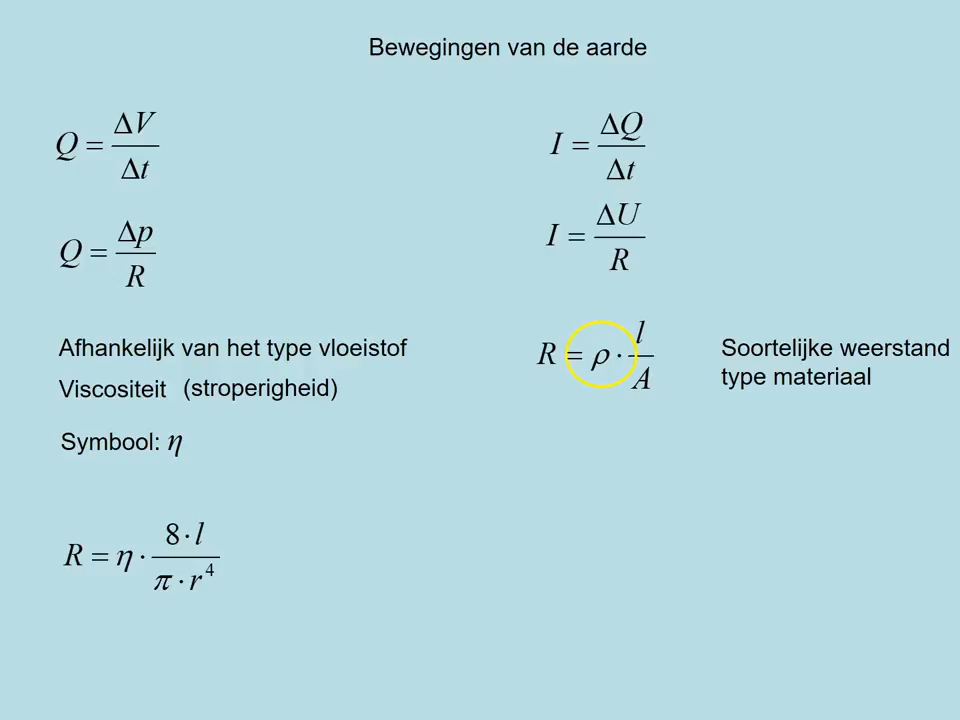 Bewegingen van de aarde
Q = ΔV / Δt
Q = Δp / R
Afhankelijk van het type vloeistof
Viscositeit (stroperigheid)
Symbool: η
R = η · 8 · l / π · r⁴
I = ΔQ / Δt
I = ΔU / R
R = ρ · l / A
Soortelijke weerstand
type materiaal